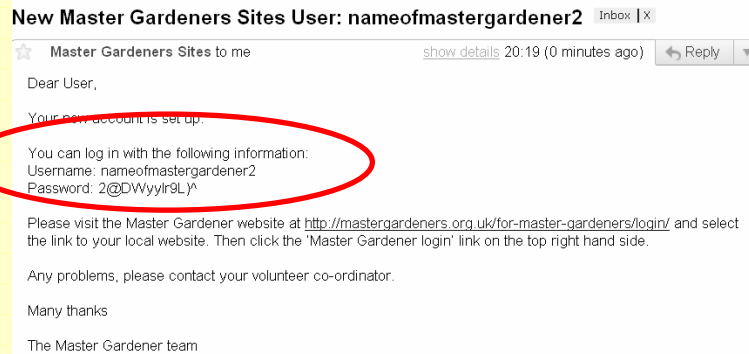 New Master Gardeners Sites User: nameofmastergardener2 Inbox | X
Master Gardeners Sites to me show details 20:19 (0 minutes ago) Reply
Dear User,
Your new account is set up.
You can log in with the following information:
Username: nameofmastergardener2
Password: 2@DWyylr9L)^
Please visit the Master Gardener website at http://mastergardeners.org.uk/for-master-gardeners/login/ and select
the link to your local website. Then click the 'Master Gardener login' link on the top right hand side.
Any problems, please contact your volunteer co-ordinator.
Many thanks
The Master Gardener team